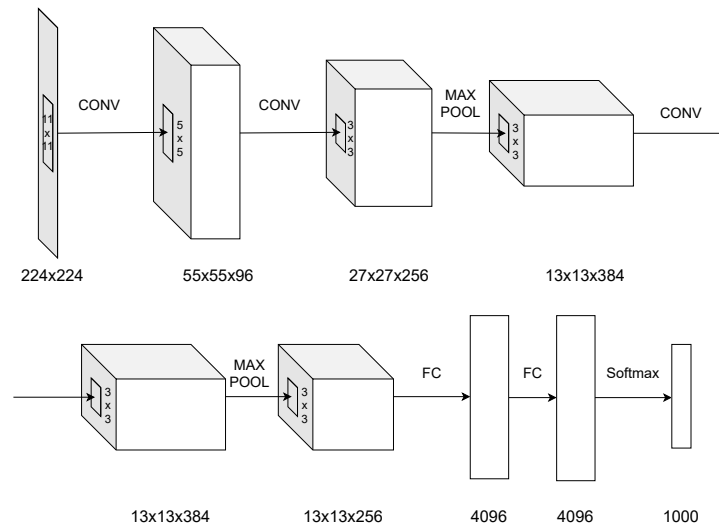 CONV
CONV
MAX
POOL
CONV
11
x
11
5
x
5
3
x
3
3
x
3
224x224
55x55x96
27x27x256
13x13x384
MAX
POOL
FC
FC
Softmax
3
x
3
3
x
3
13x13x384
13x13x256
4096
4096
1000